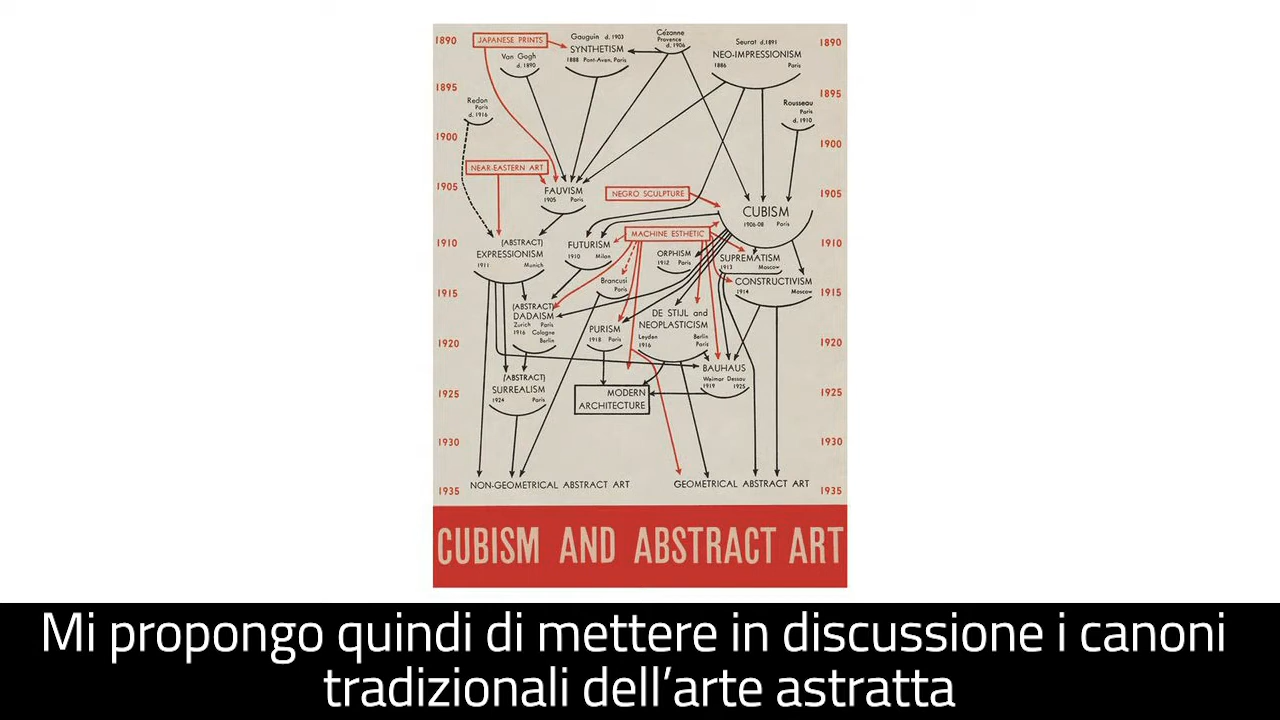 1890
JAPANESE PRINTS
Gauguin d. 1903
SYNTHETISM
1888 Pont-Aven, Paris
Cézanne
Provence
d. 1906
Seurat d.1891
NEO-IMPRESSIONISM
1886 Paris
1890
Van Gogh
d. 1890
1895
1895
Redon
Paris
d. 1916
Rousseau
Paris
d. 1910
1900
1900
NEAR-EASTERN ART
1905
FAUVISM
1905 Paris
NEGRO SCULPTURE
1905
CUBISM
1906-08 Paris
1910
(ABSTRACT)
EXPRESSIONISM
1911 Munich
FUTURISM
1910 Milan
MACHINE ESTHETIC
ORPHISM
1912 Paris
SUPREMATISM
1913 Moscow
1910
Brancusi
Paris
CONSTRUCTIVISM
1914 Moscow
1915
1915
(ABSTRACT)
DADAISM
Zurich Paris
1916 Cologne
Berlin
PURISM
1918 Paris
DE STIJL and
NEOPLASTICISM
Leyden Berlin
1916 Paris
1920
1920
BAUHAUS
Weimar Dessau
1919 1925
(ABSTRACT)
SURREALISM
1924 Paris
MODERN
ARCHITECTURE
1925
1925
1930
1930
1935
NON-GEOMETRICAL ABSTRACT ART
GEOMETRICAL ABSTRACT ART
1935
CUBISM AND ABSTRACT ART
Mi propongo quindi di mettere in discussione i canoni
tradizionali dell'arte astratta